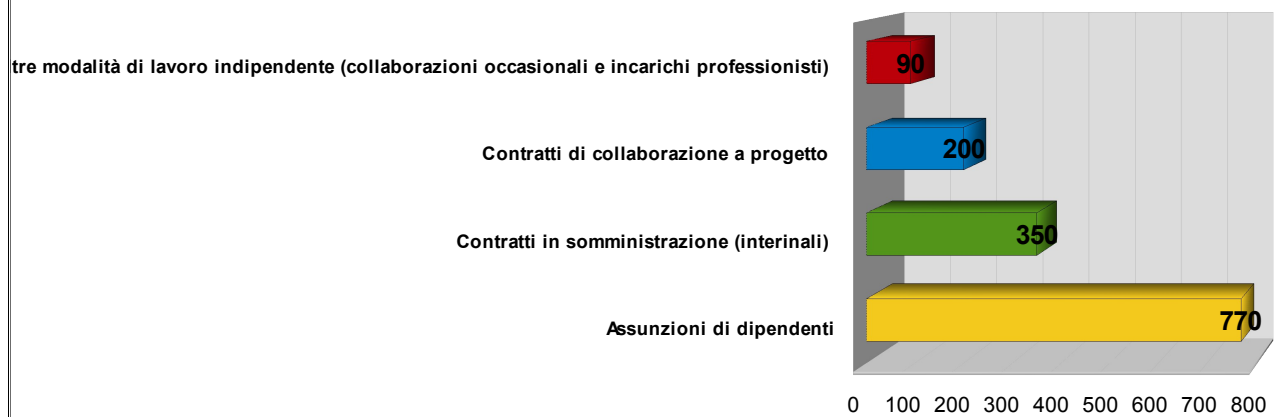 tre modalità di lavoro indipendente (collaborazioni occasionali e incarichi professionisti)
90
Contratti di collaborazione a progetto
200
Contratti in somministrazione (interinali)
350
Assunzioni di dipendenti
770
0 100 200 300 400 500 600 700 800